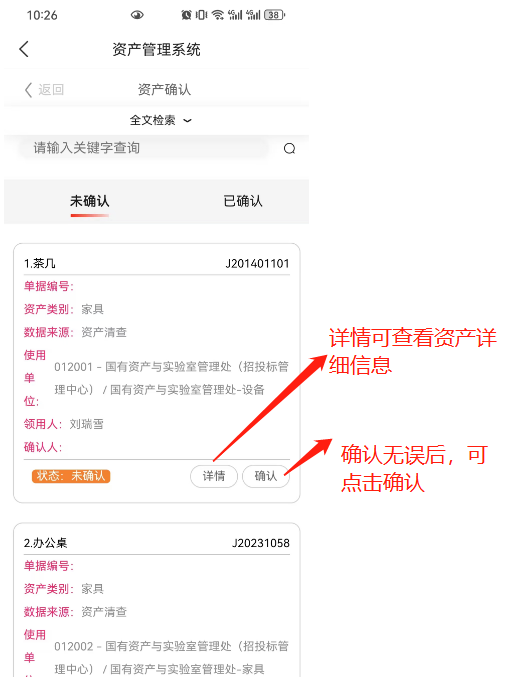 10:26
38
资产管理系统
返回
资产确认
全文检索
请输入关键字查询
未确认
已确认
1.茶几
J201401101
单据编号:
资产类别: 家具
数据来源: 资产清查
使用单位: 012001 - 国有资产与实验室管理处（招投标管
理中心） / 国有资产与实验室管理处-设备
领用人: 刘瑞雪
确认人:
状态: 未确认
详情
确认
详情可查看资产详
细信息
确认无误后，可
点击确认
2.办公桌
J20231058
单据编号:
资产类别: 家具
数据来源: 资产清查
使用单 012002 - 国有资产与实验室管理处（招投标管
理中心） / 国有资产与实验室管理处-家具